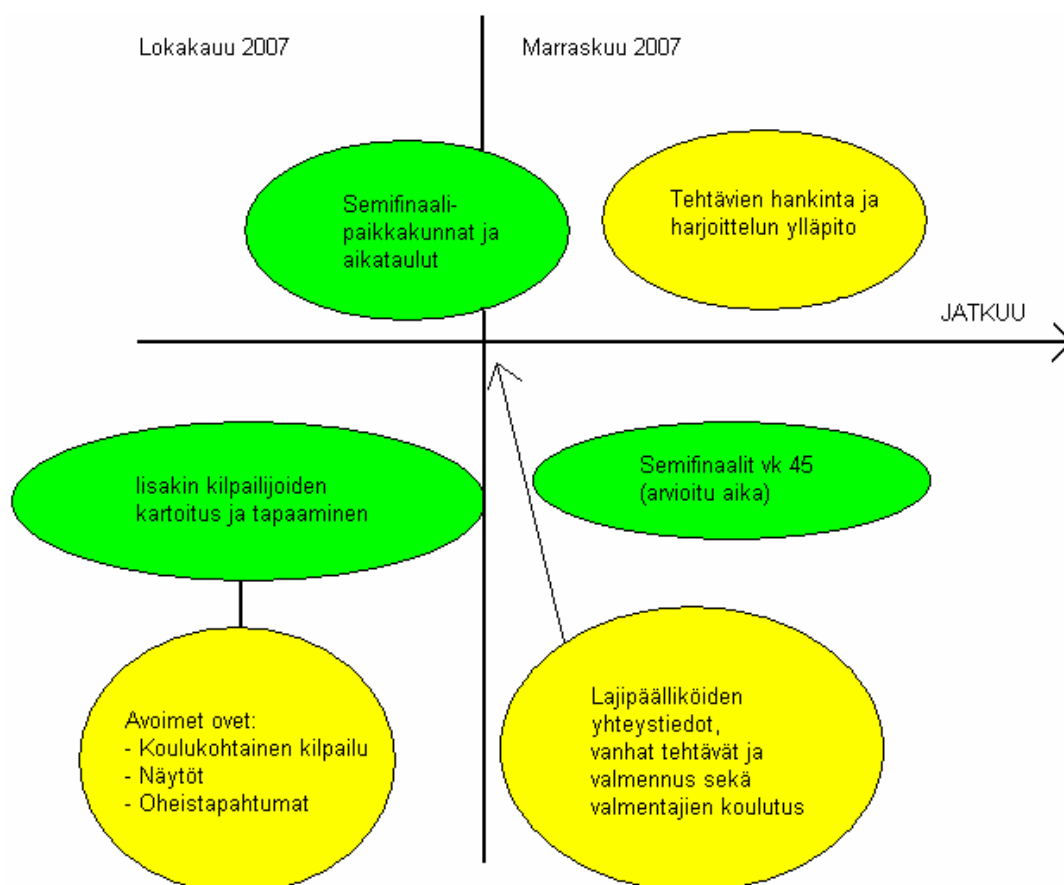 Lokakauu 2007
Marraskuu 2007
Semifinaali-
paikkakunnat ja
aikataulut
Tehtävien hankinta ja
harjoittelun ylläpito
JATKUU
Iisakin kilpailijoiden
kartoitus ja tapaaminen
Semifinaalit vk 45
(arvioitu aika)
Avoimet ovet:
- Koulukohtainen kilpailu
- Näytöt
- Oheistapahtumat
Lajipäälliköiden
yhteystiedot,
vanhat tehtävät ja
valmennus sekä
valmentajien koulutus